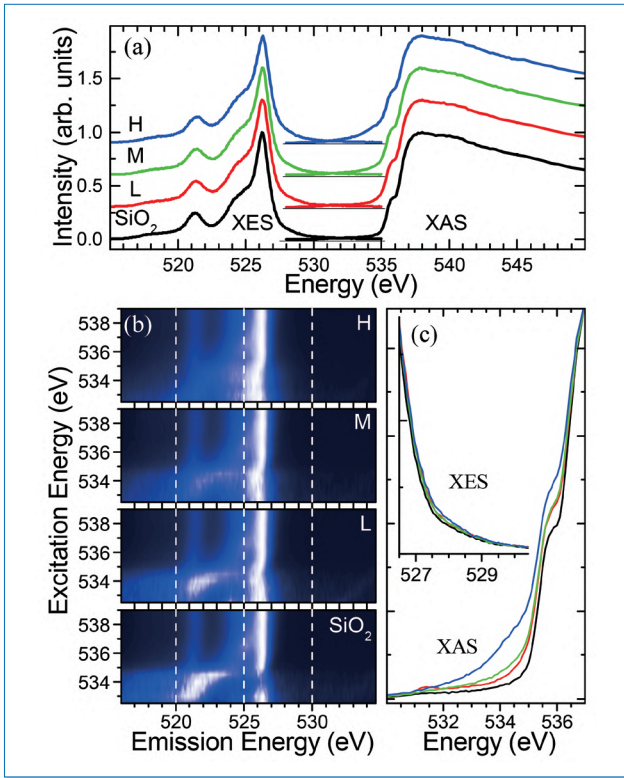 (a)
Intensity (arb. units)
1.5
1.0
0.5
0.0
H
M
L
SiO₂
XES
XAS
520 525 530 535 540 545
Energy (eV)
(b)
H
538
536
534
M
538
536
534
L
538
536
534
SiO₂
538
536
534
Excitation Energy (eV)
520 525 530
Emission Energy (eV)
(c)
XES
527 529
XAS
532 534 536
Energy (eV)